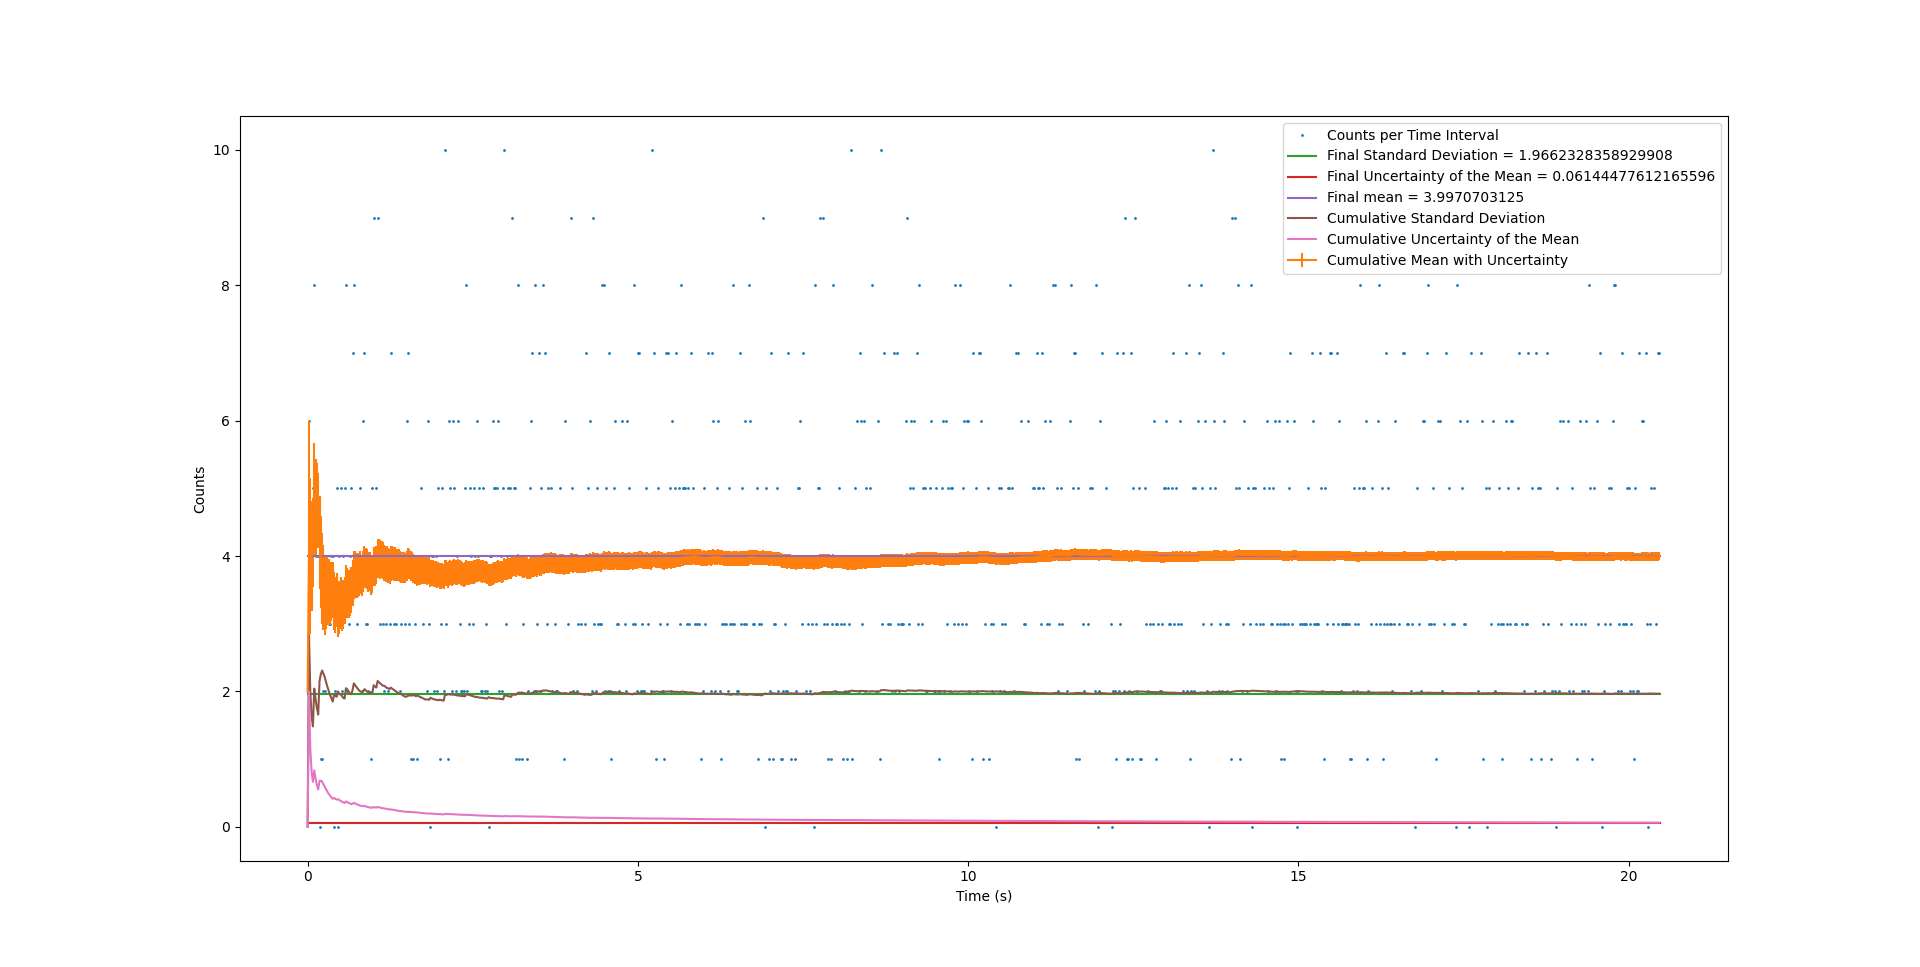 Counts per Time Interval
Final Standard Deviation = 1.9662328358929908
Final Uncertainty of the Mean = 0.06144477612165596
Final mean = 3.9970703125
Cumulative Standard Deviation
Cumulative Uncertainty of the Mean
Cumulative Mean with Uncertainty
10
8
6
4
2
0
Counts
0 5 10 15 20
Time (s)